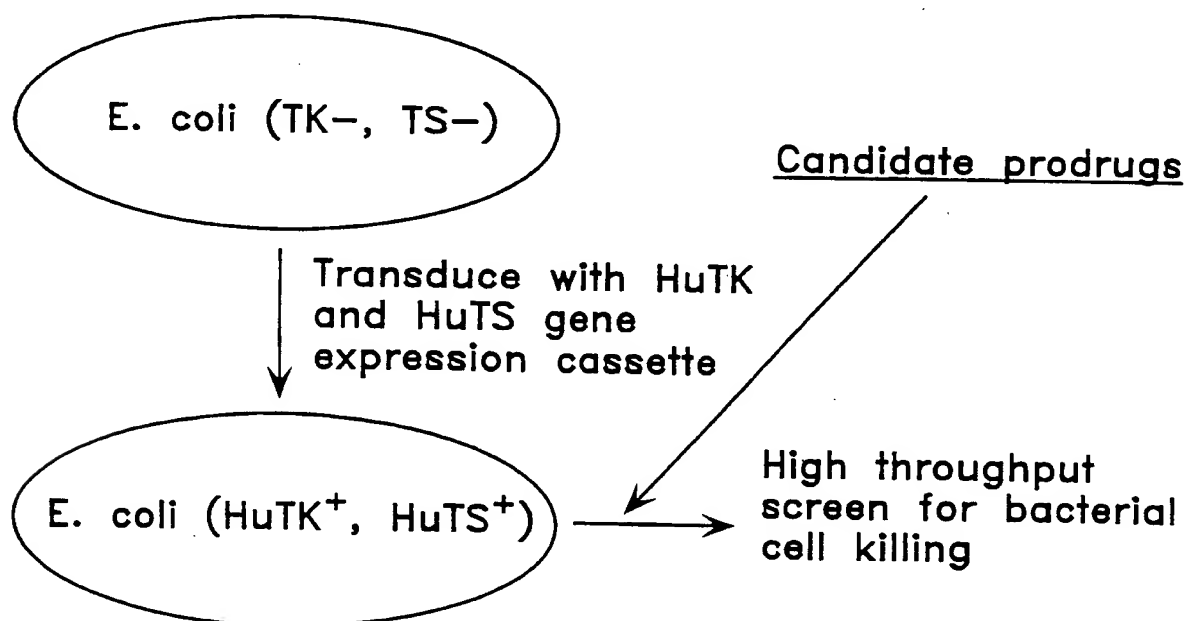 E. coli (TK–, TS–)
Candidate prodrugs
Transduce with HuTK
and HuTS gene
expression cassette
E. coli (HuTK⁺, HuTS⁺)
High throughput
screen for bacterial
cell killing